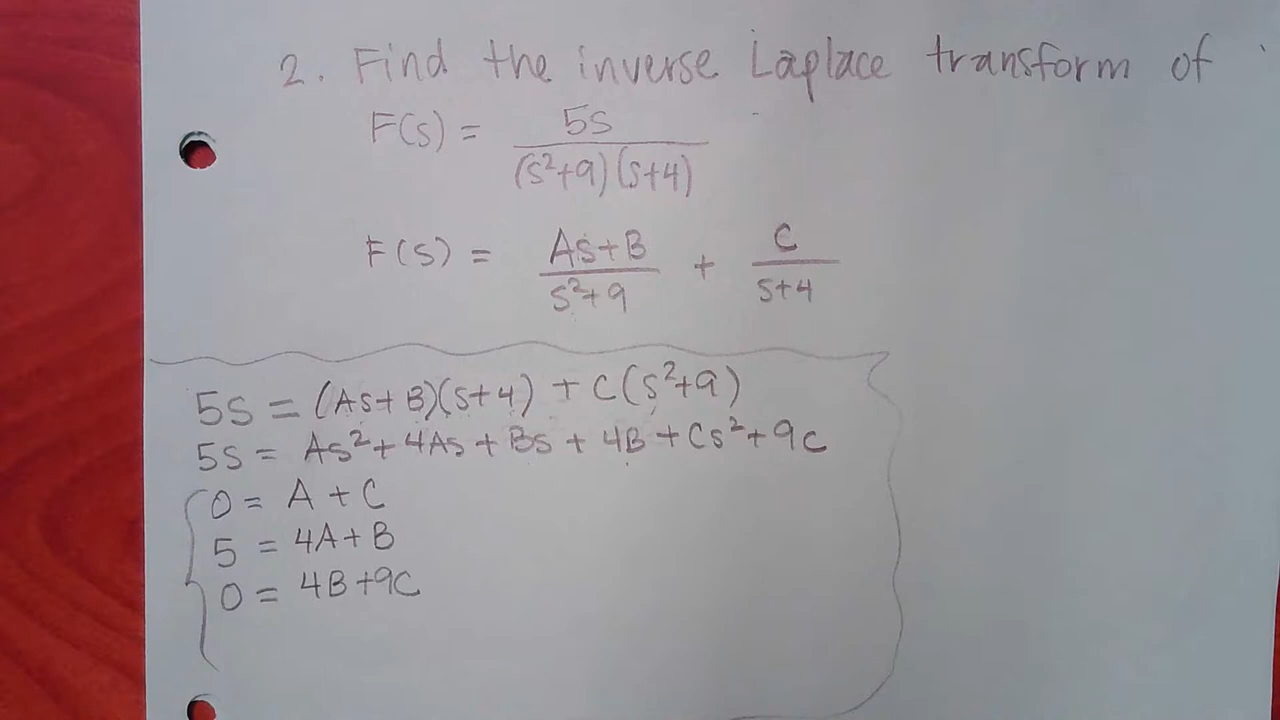 2. Find the inverse Laplace transform of
F(s) = 5s / (s²+9)(s+4)
F(s) = As+B / s²+9 + C / s+4
5s = (As+B)(s+4) + C(s²+9)
5s = As² + 4As + Bs + 4B + Cs² + 9C
0 = A + C
5 = 4A+B
0 = 4B+9C